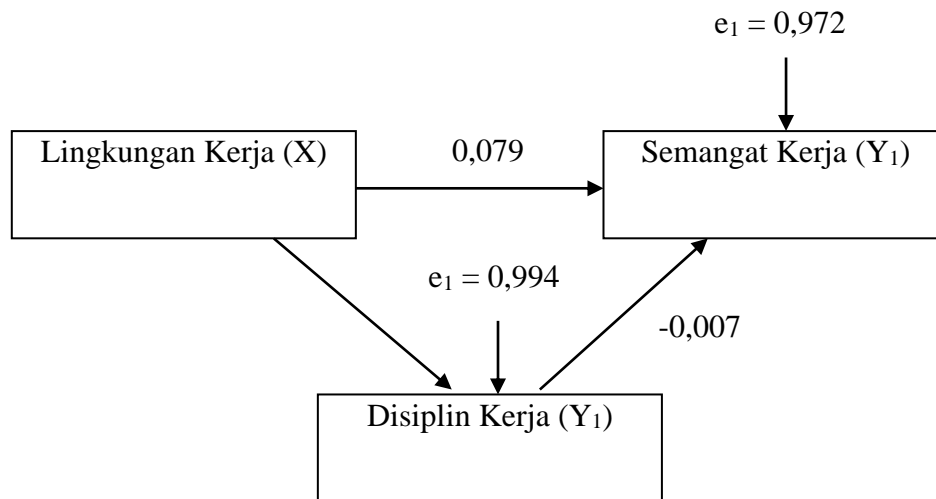 e₁ = 0,972
Lingkungan Kerja (X)
0,079
Semangat Kerja (Y₁)
e₁ = 0,994
-0,007
Disiplin Kerja (Y₁)